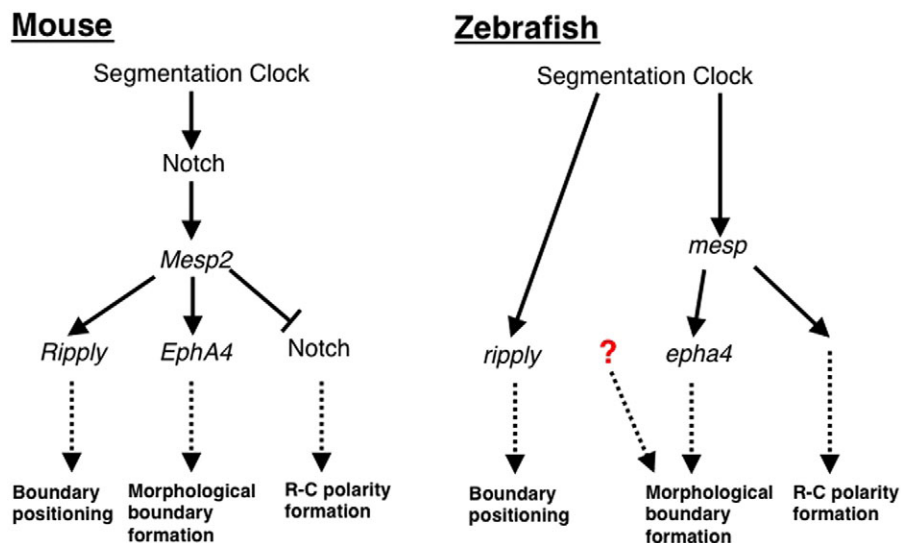 Mouse
Segmentation Clock
Notch
Mesp2
Ripply
EphA4
Notch
Boundary
positioning
Morphological
boundary
formation
R-C polarity
formation
Zebrafish
Segmentation Clock
mesp
ripply
?
epha4
Boundary
positioning
Morphological
boundary
formation
R-C polarity
formation